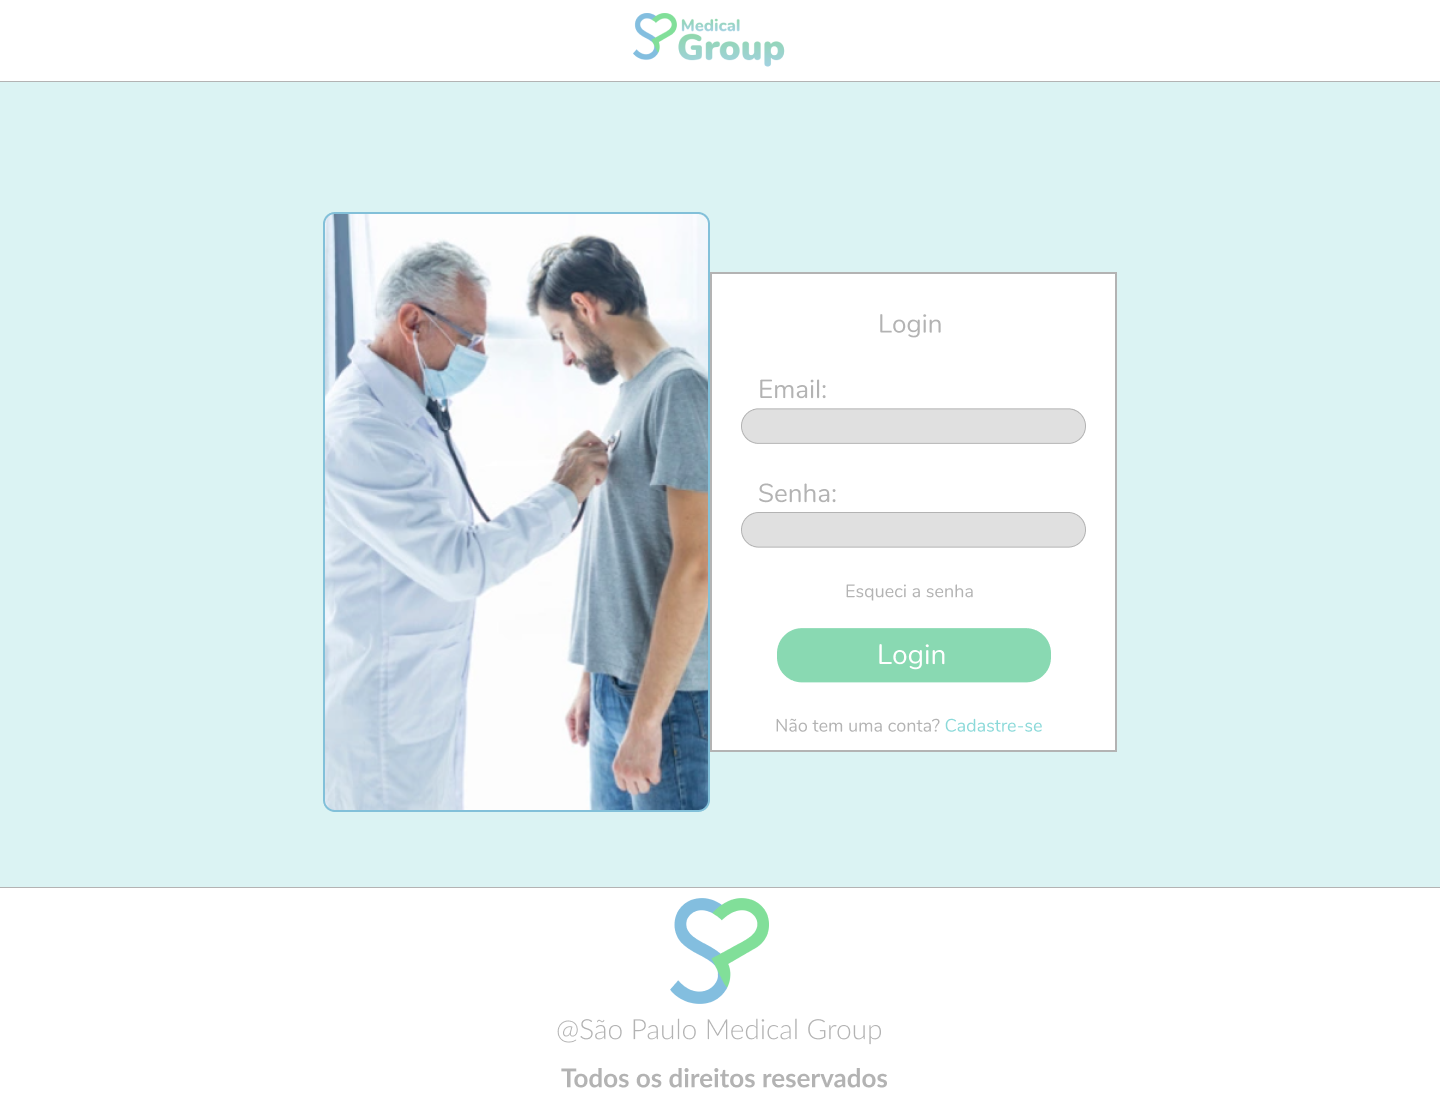 Medical
Group
Login
Email:
Senha:
Esqueci a senha
Login
Não tem uma conta? Cadastre-se
@São Paulo Medical Group
Todos os direitos reservados